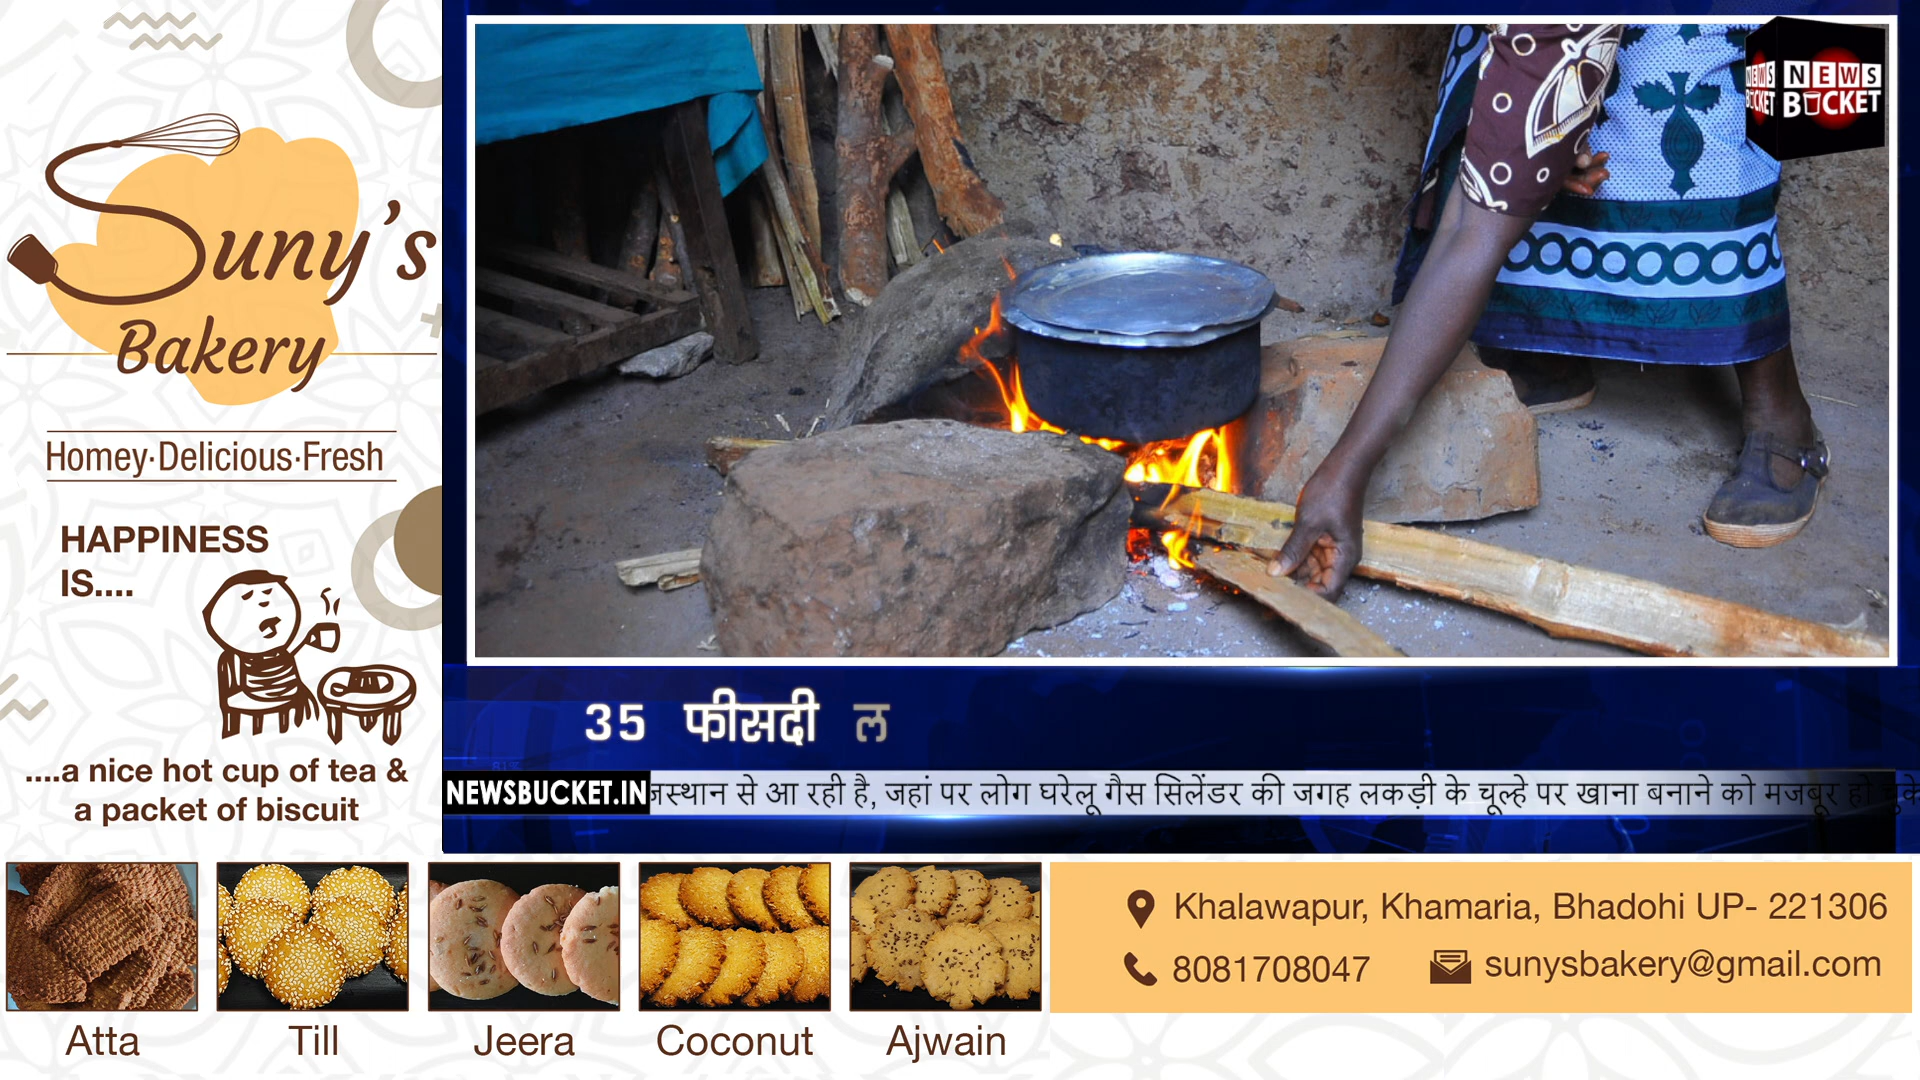 Suny's
Bakery
Homey·Delicious·Fresh
HAPPINESS
IS....
....a nice hot cup of tea &
a packet of biscuit
NEWS
BUCKET
NEWS
BUCKET
35 फीसदी ल
NEWSBUCKET.IN
जस्थान से आ रही है, जहां पर लोग घरेलू गैस सिलेंडर की जगह लकड़ी के चूल्हे पर खाना बनाने को मजबूर हो चुके
Atta
Till
Jeera
Coconut
Ajwain
Khalawapur, Khamaria, Bhadohi UP- 221306
8081708047
sunysbakery@gmail.com